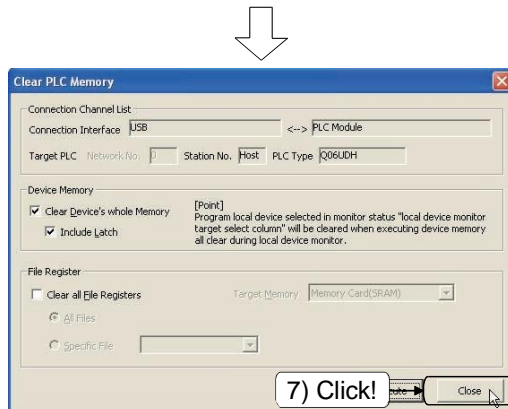 Clear PLC Memory
Connection Channel List
Connection Interface USB <--> PLC Module
Target PLC Network No. 0 Station No. Host PLC Type Q06UDH
Device Memory
Clear Device's whole Memory
Include Latch
[Point]
Program local device selected in monitor status "local device monitor
target select column" will be cleared when executing device memory
all clear during local device monitor.
File Register
Clear all File Registers Target Memory Memory Card(SRAM)
All Files
Specific File
7) Click! Close